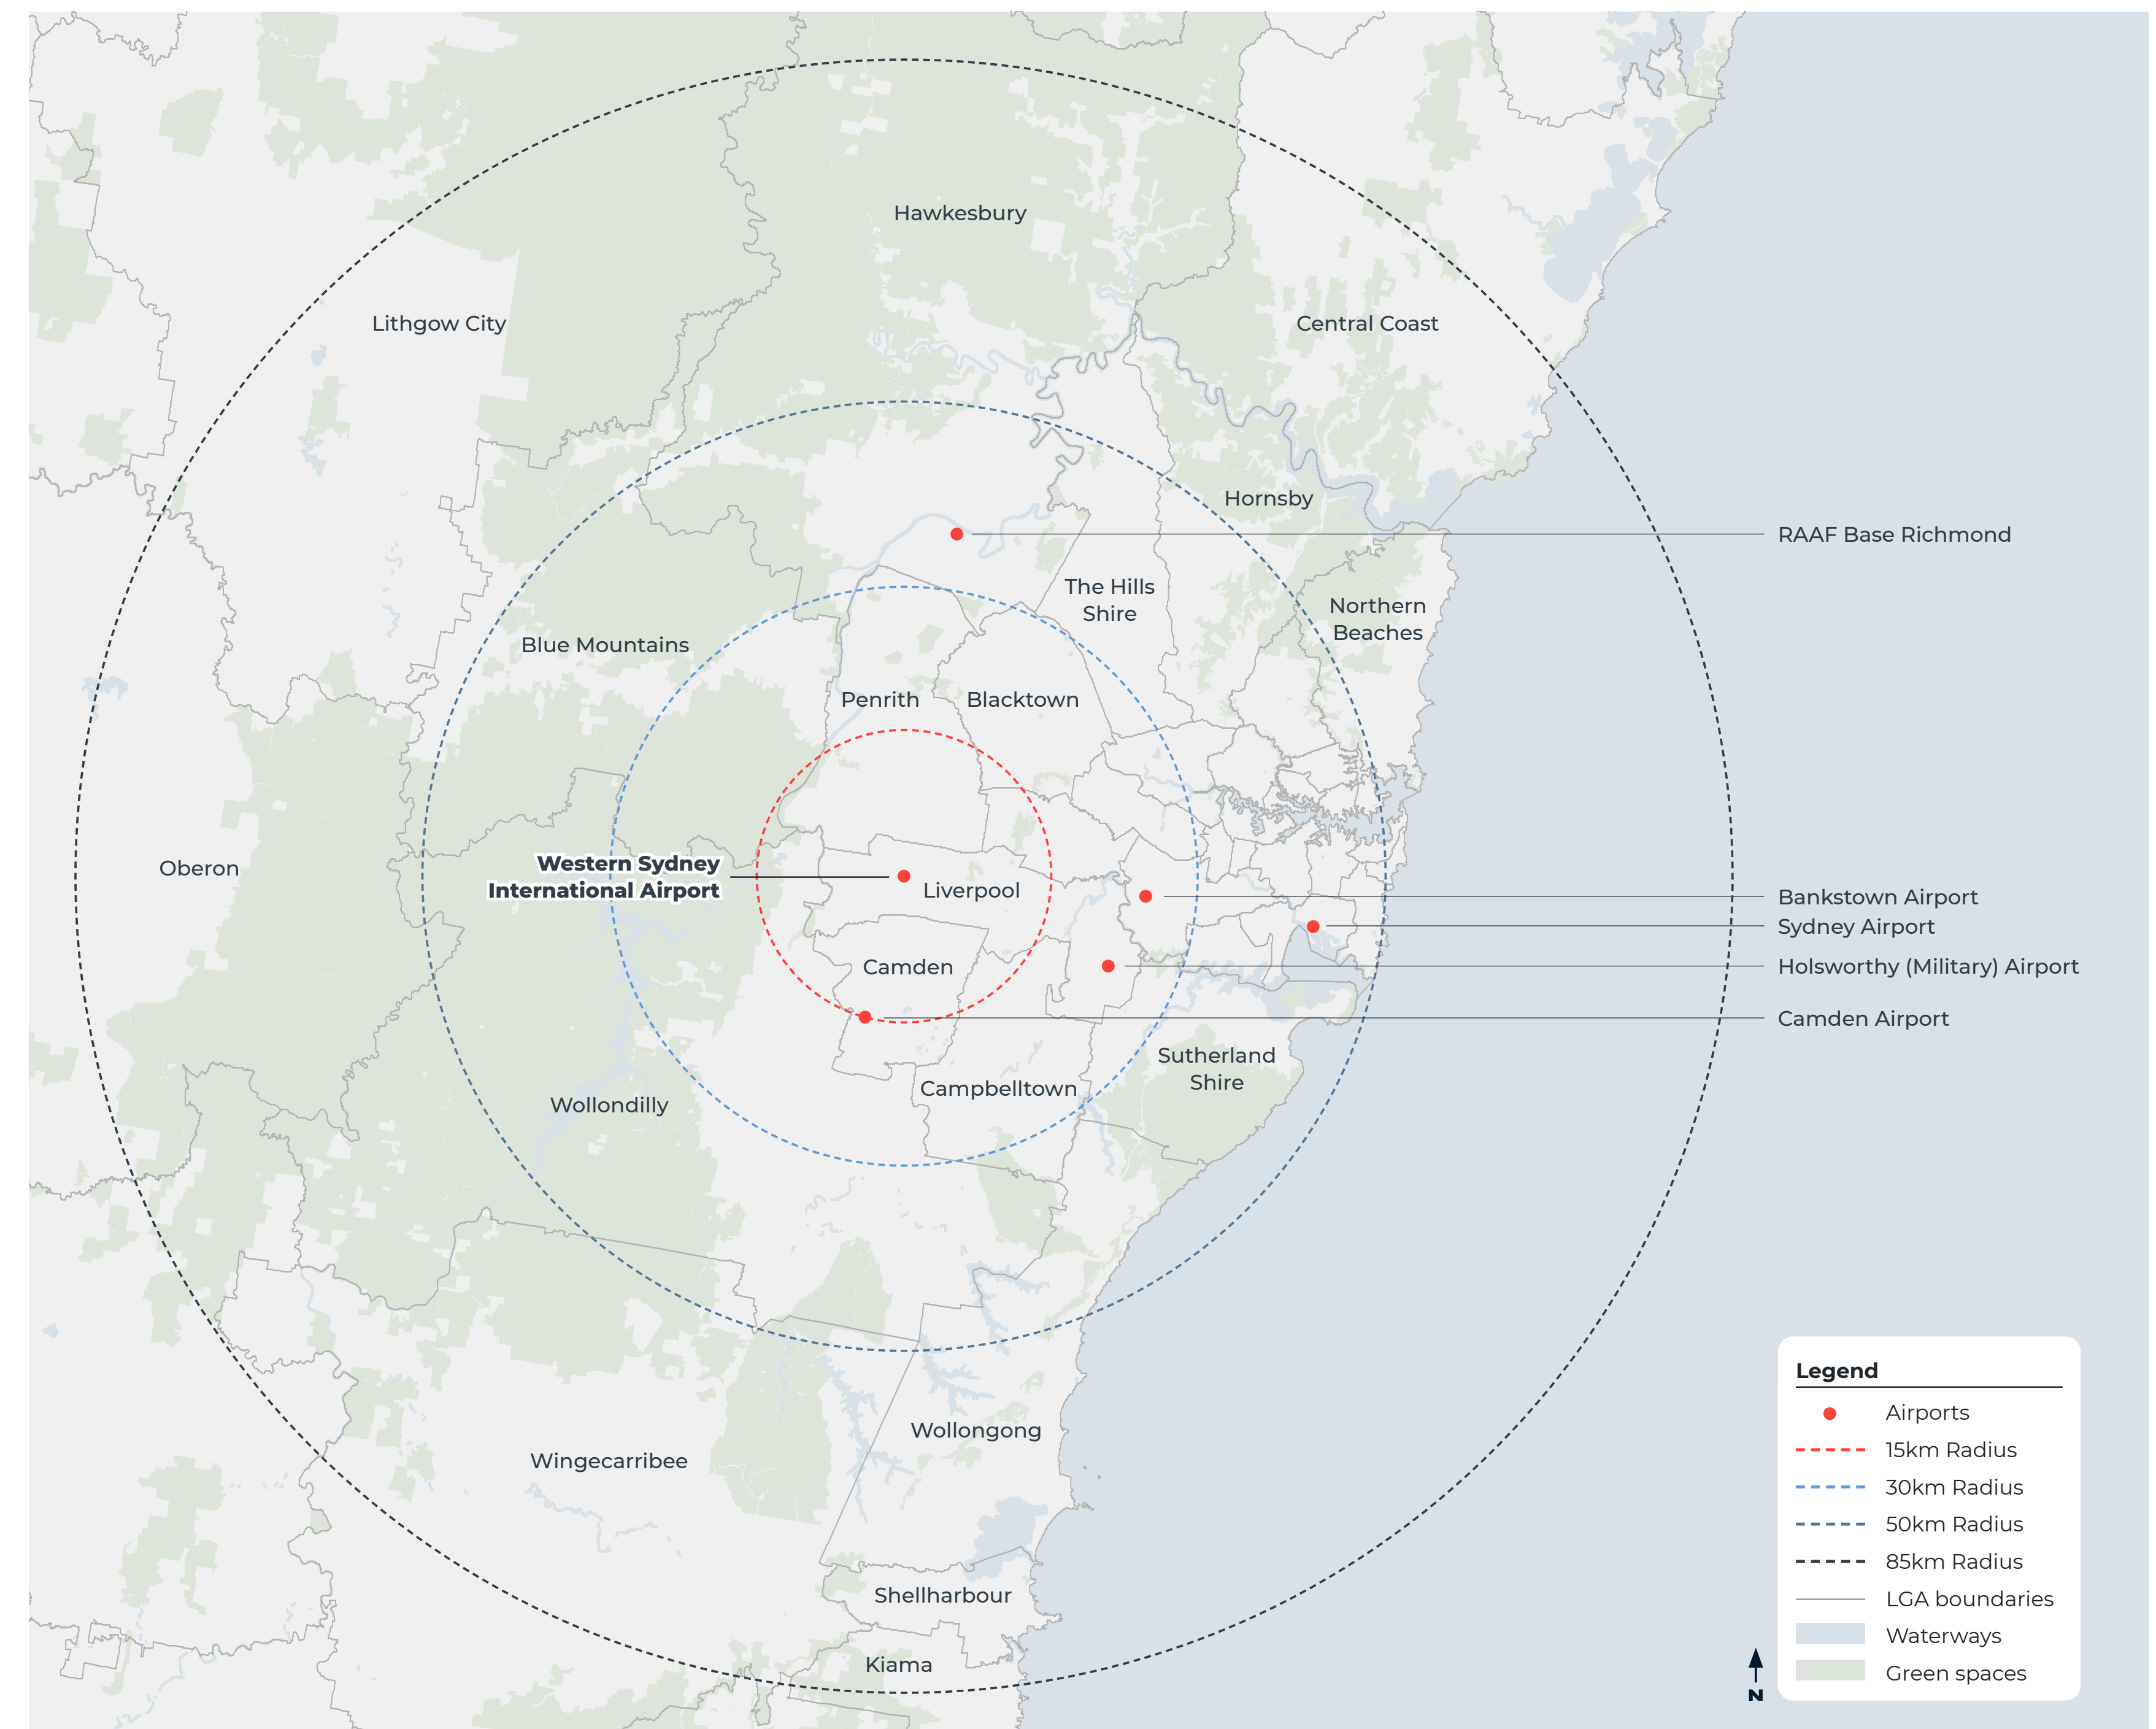 Hawkesbury
Lithgow City
Central Coast
Hornsby
RAAF Base Richmond
The Hills
Shire
Northern
Beaches
Blue Mountains
Penrith
Blacktown
Oberon
Western Sydney
International Airport
Liverpool
Bankstown Airport
Sydney Airport
Camden
Holsworthy (Military) Airport
Camden Airport
Sutherland
Shire
Campbelltown
Wollondilly
Wollongong
Wingecarribee
Shellharbour
Kiama
Legend
Airports
15km Radius
30km Radius
50km Radius
85km Radius
LGA boundaries
Waterways
Green spaces
N